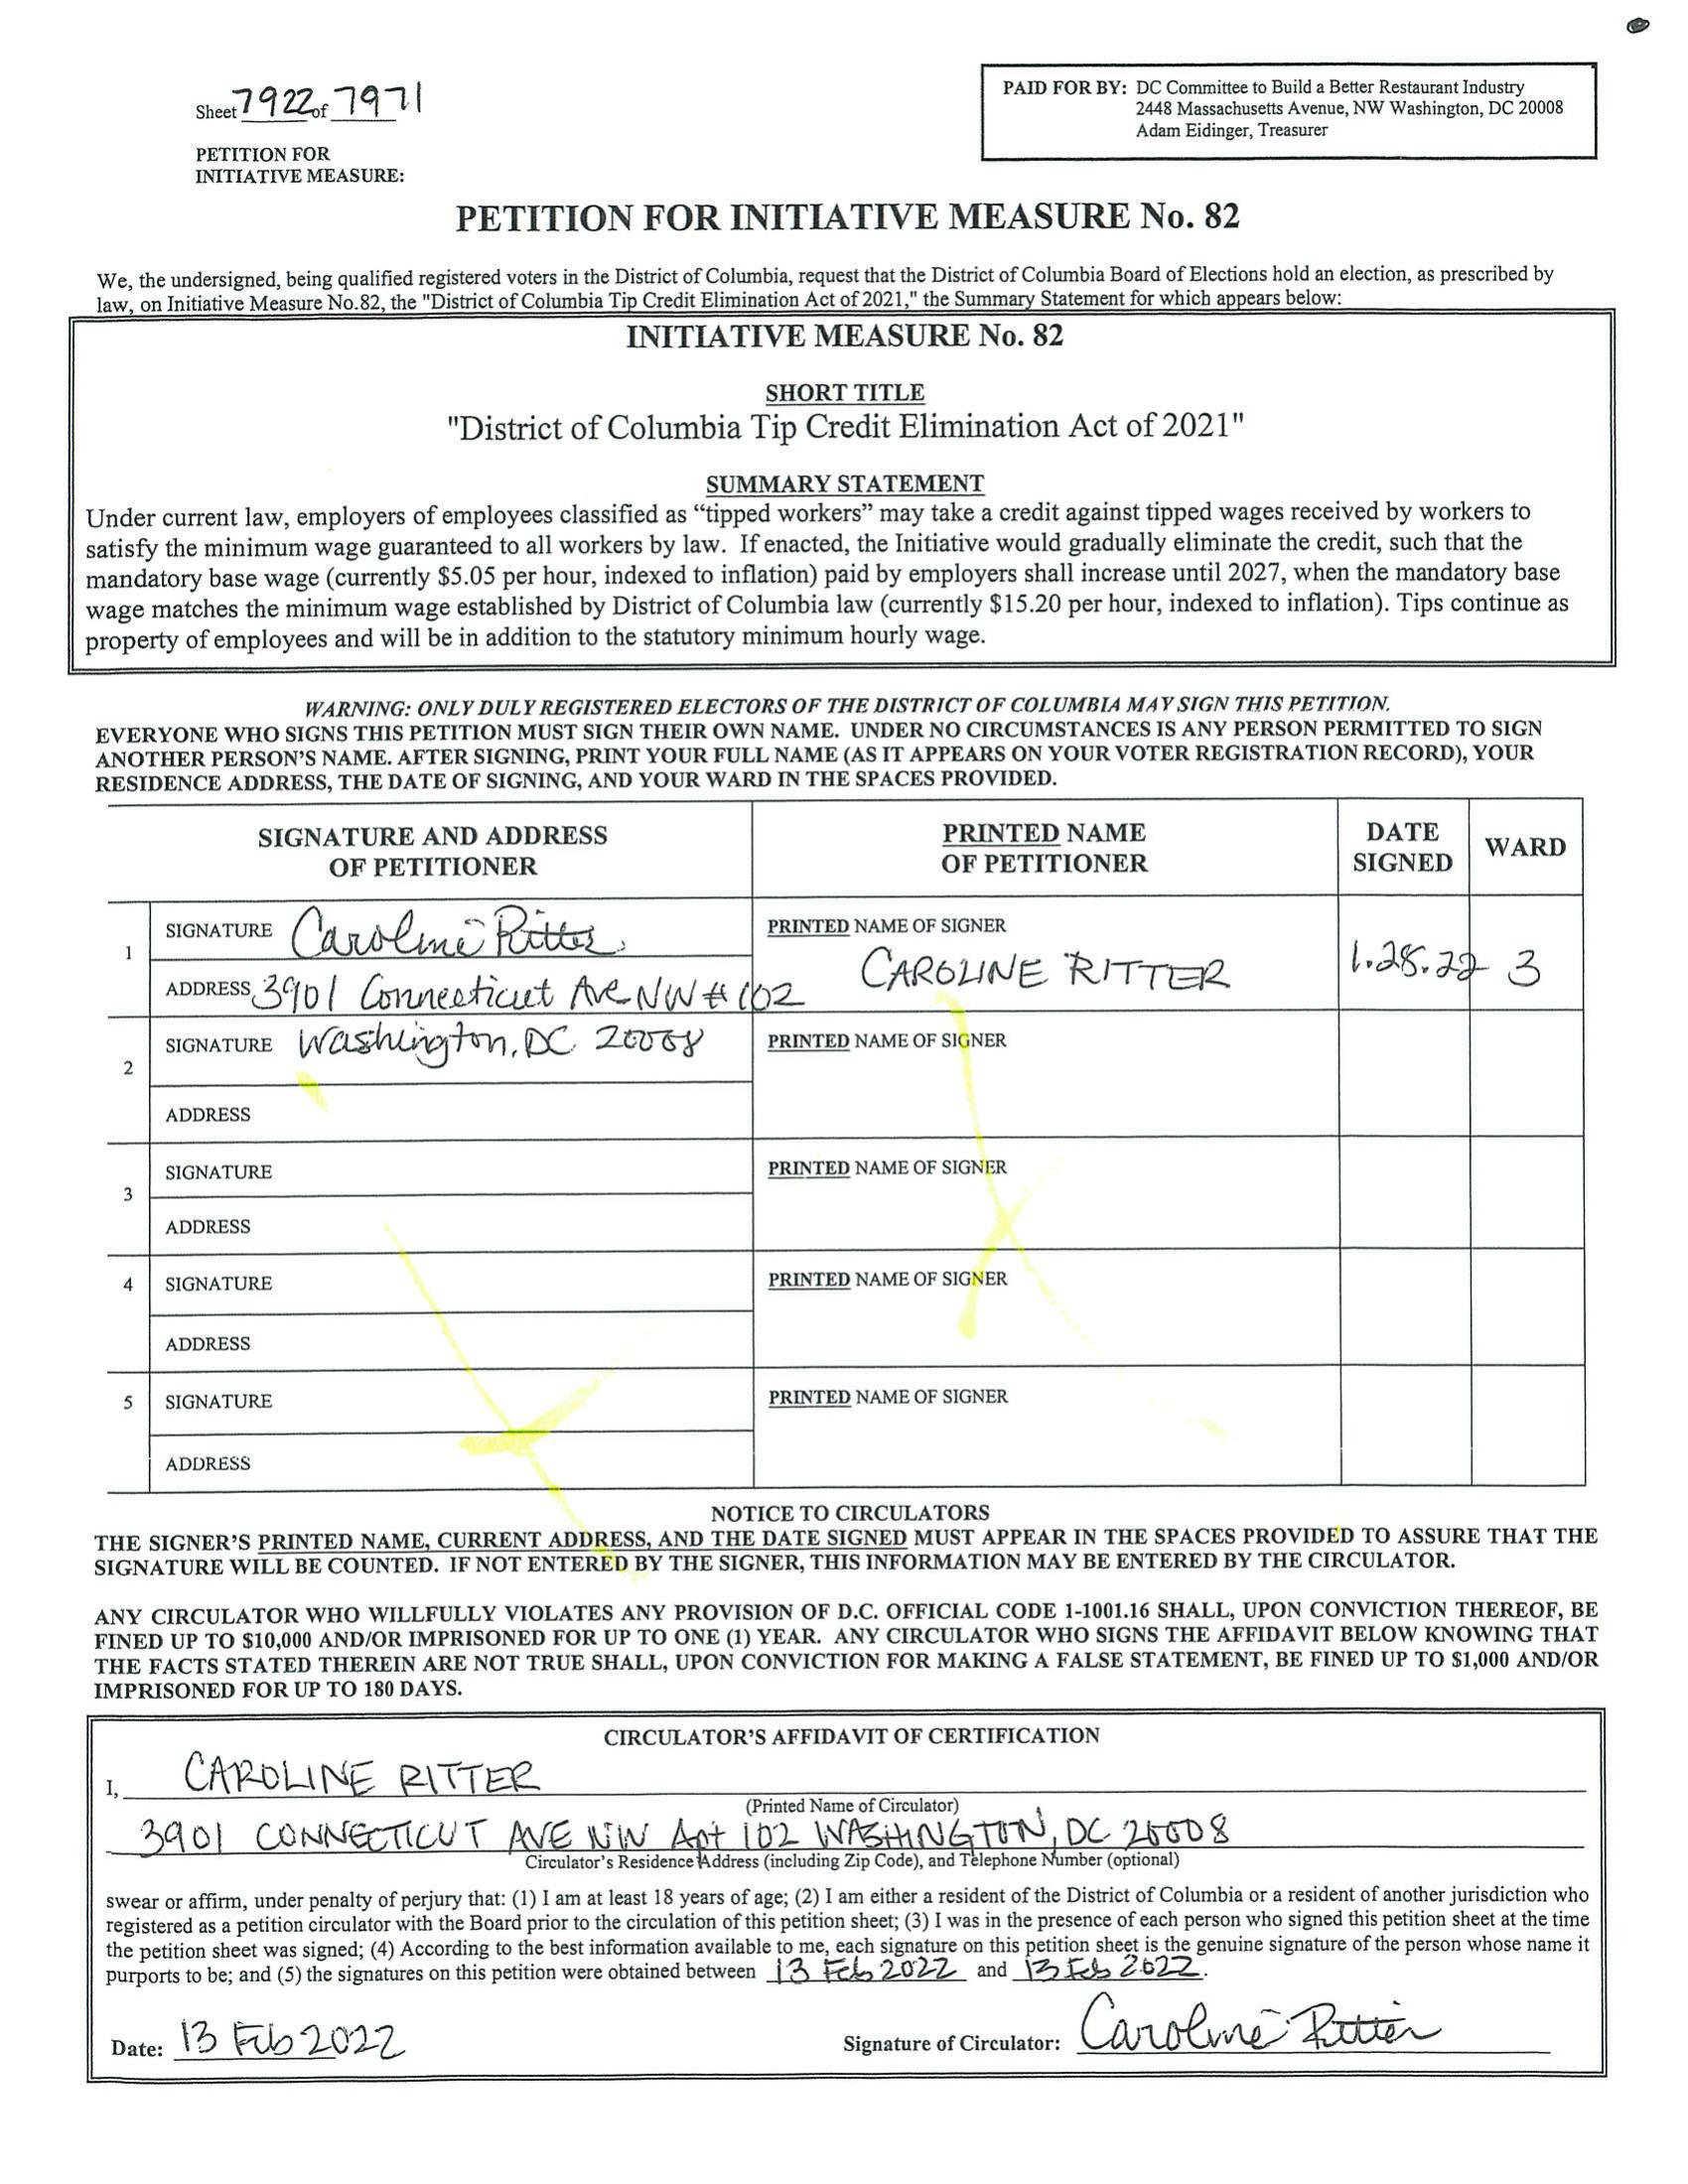 Sheet 7922 of 7971
PETITION FOR
INITIATIVE MEASURE:
PAID FOR BY: DC Committee to Build a Better Restaurant Industry
2448 Massachusetts Avenue, NW Washington, DC 20008
Adam Eidinger, Treasurer
PETITION FOR INITIATIVE MEASURE No. 82
We, the undersigned, being qualified registered voters in the District of Columbia, request that the District of Columbia Board of Elections hold an election, as prescribed by
law, on Initiative Measure No.82, the "District of Columbia Tip Credit Elimination Act of 2021," the Summary Statement for which appears below:
INITIATIVE MEASURE No. 82
SHORT TITLE
"District of Columbia Tip Credit Elimination Act of 2021"
SUMMARY STATEMENT
Under current law, employers of employees classified as “tipped workers” may take a credit against tipped wages received by workers to
satisfy the minimum wage guaranteed to all workers by law. If enacted, the Initiative would gradually eliminate the credit, such that the
mandatory base wage (currently $5.05 per hour, indexed to inflation) paid by employers shall increase until 2027, when the mandatory base
wage matches the minimum wage established by District of Columbia law (currently $15.20 per hour, indexed to inflation). Tips continue as
property of employees and will be in addition to the statutory minimum hourly wage.
WARNING: ONLY DULY REGISTERED ELECTORS OF THE DISTRICT OF COLUMBIA MAY SIGN THIS PETITION.
EVERYONE WHO SIGNS THIS PETITION MUST SIGN THEIR OWN NAME. UNDER NO CIRCUMSTANCES IS ANY PERSON PERMITTED TO SIGN
ANOTHER PERSON'S NAME. AFTER SIGNING, PRINT YOUR FULL NAME (AS IT APPEARS ON YOUR VOTER REGISTRATION RECORD), YOUR
RESIDENCE ADDRESS, THE DATE OF SIGNING, AND YOUR WARD IN THE SPACES PROVIDED.
SIGNATURE AND ADDRESS
OF PETITIONER
PRINTED NAME
OF PETITIONER
DATE
SIGNED
WARD
1
SIGNATURE Caroline Ritter
ADDRESS 3901 Connecticut Ave NW # 102
PRINTED NAME OF SIGNER
CAROLINE RITTER
1.28.22
3
2
SIGNATURE Washington, DC 20008
ADDRESS
PRINTED NAME OF SIGNER
3
SIGNATURE
ADDRESS
PRINTED NAME OF SIGNER
4
SIGNATURE
ADDRESS
PRINTED NAME OF SIGNER
5
SIGNATURE
ADDRESS
PRINTED NAME OF SIGNER
NOTICE TO CIRCULATORS
THE SIGNER'S PRINTED NAME, CURRENT ADDRESS, AND THE DATE SIGNED MUST APPEAR IN THE SPACES PROVIDED TO ASSURE THAT THE
SIGNATURE WILL BE COUNTED. IF NOT ENTERED BY THE SIGNER, THIS INFORMATION MAY BE ENTERED BY THE CIRCULATOR.
ANY CIRCULATOR WHO WILLFULLY VIOLATES ANY PROVISION OF D.C. OFFICIAL CODE 1-1001.16 SHALL, UPON CONVICTION THEREOF, BE
FINED UP TO $10,000 AND/OR IMPRISONED FOR UP TO ONE (1) YEAR. ANY CIRCULATOR WHO SIGNS THE AFFIDAVIT BELOW KNOWING THAT
THE FACTS STATED THEREIN ARE NOT TRUE SHALL, UPON CONVICTION FOR MAKING A FALSE STATEMENT, BE FINED UP TO $1,000 AND/OR
IMPRISONED FOR UP TO 180 DAYS.
CIRCULATOR'S AFFIDAVIT OF CERTIFICATION
I, CAROLINE RITTER
(Printed Name of Circulator)
3901 CONNECTICUT AVE NW Apt 102 WASHINGTON, DC 20008
Circulator's Residence Address (including Zip Code), and Telephone Number (optional)
swear or affirm, under penalty of perjury that: (1) I am at least 18 years of age; (2) I am either a resident of the District of Columbia or a resident of another jurisdiction who
registered as a petition circulator with the Board prior to the circulation of this petition sheet; (3) I was in the presence of each person who signed this petition sheet at the time
the petition sheet was signed; (4) According to the best information available to me, each signature on this petition sheet is the genuine signature of the person whose name it
purports to be; and (5) the signatures on this petition were obtained between 13 Feb 2022 and 13 Feb 2022.
Date: 13 Feb 2022
Signature of Circulator: Caroline Ritter